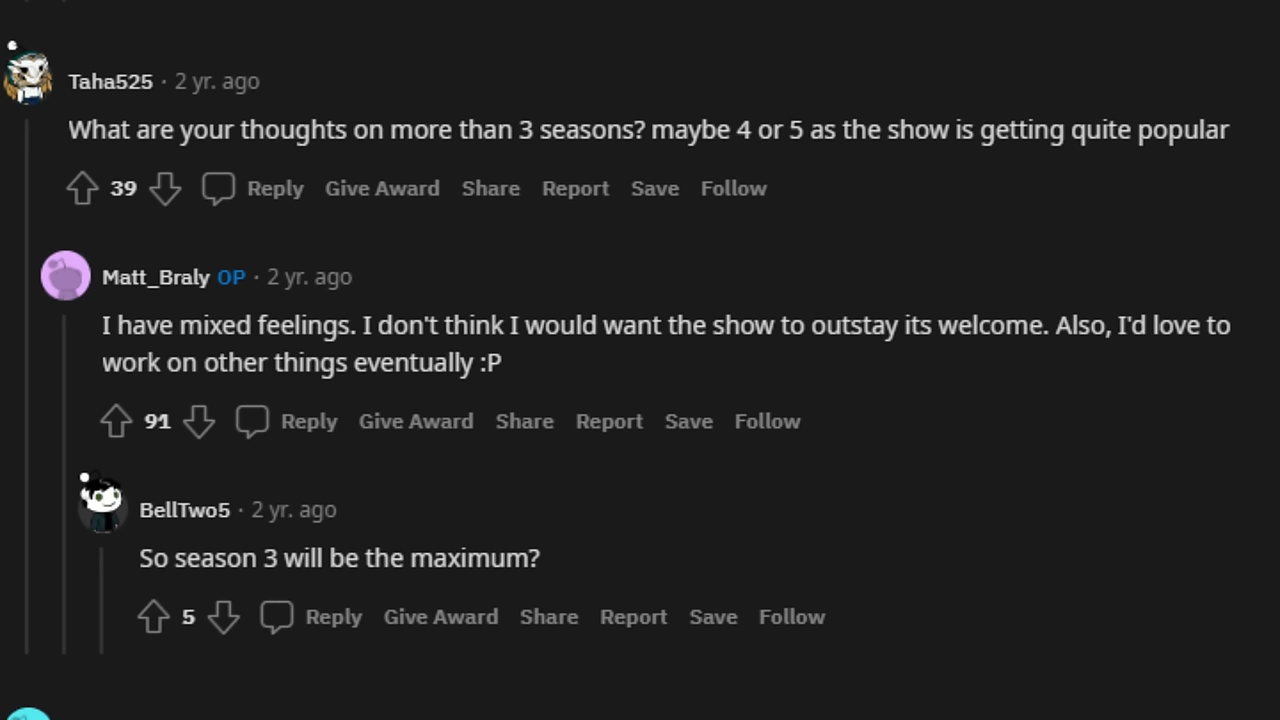 Taha525 · 2 yr. ago
What are your thoughts on more than 3 seasons? maybe 4 or 5 as the show is getting quite popular
39 Reply Give Award Share Report Save Follow
Matt_Braly OP · 2 yr. ago
I have mixed feelings. I don't think I would want the show to outstay its welcome. Also, I'd love to
work on other things eventually :P
91 Reply Give Award Share Report Save Follow
BellTwo5 · 2 yr. ago
So season 3 will be the maximum?
5 Reply Give Award Share Report Save Follow